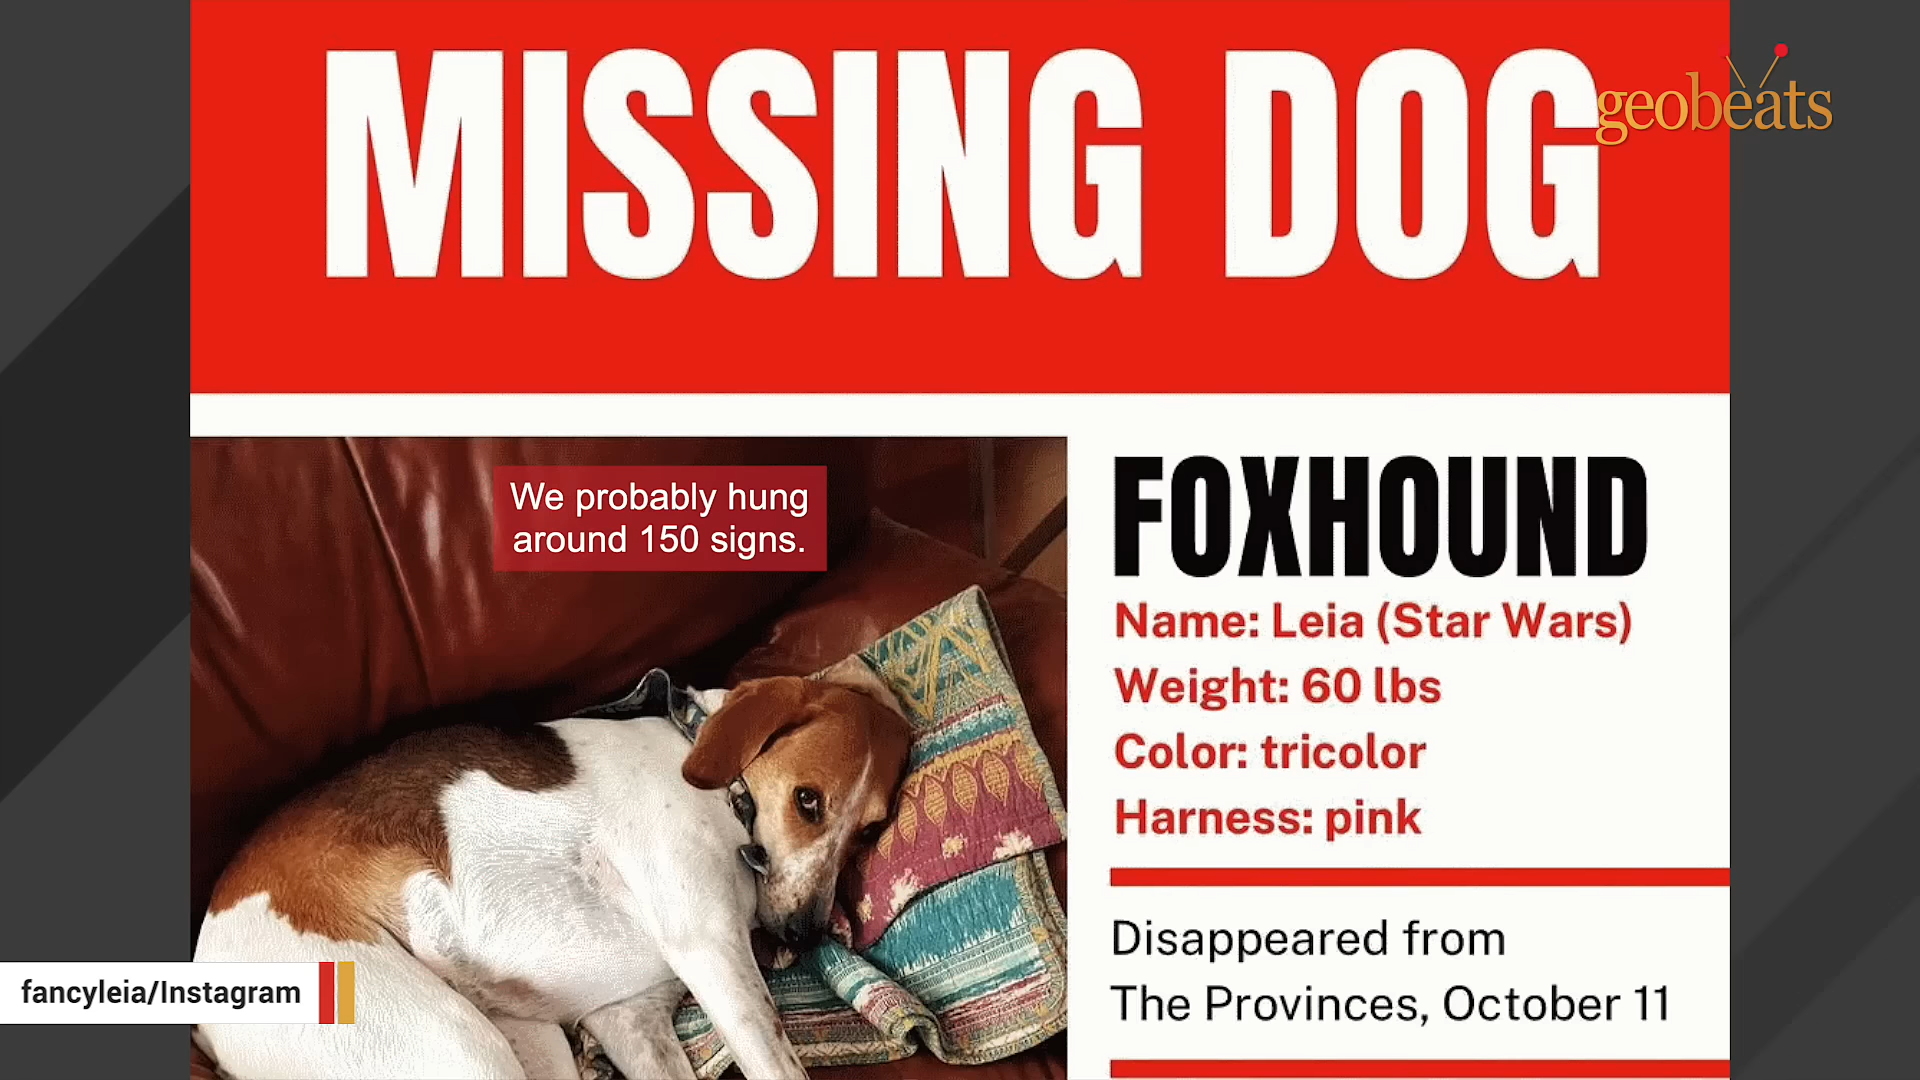 MISSING DOG
geobeats
We probably hung
around 150 signs.
FOXHOUND
Name: Leia (Star Wars)
Weight: 60 lbs
Color: tricolor
Harness: pink
Disappeared from
The Provinces, October 11
fancyleia/Instagram